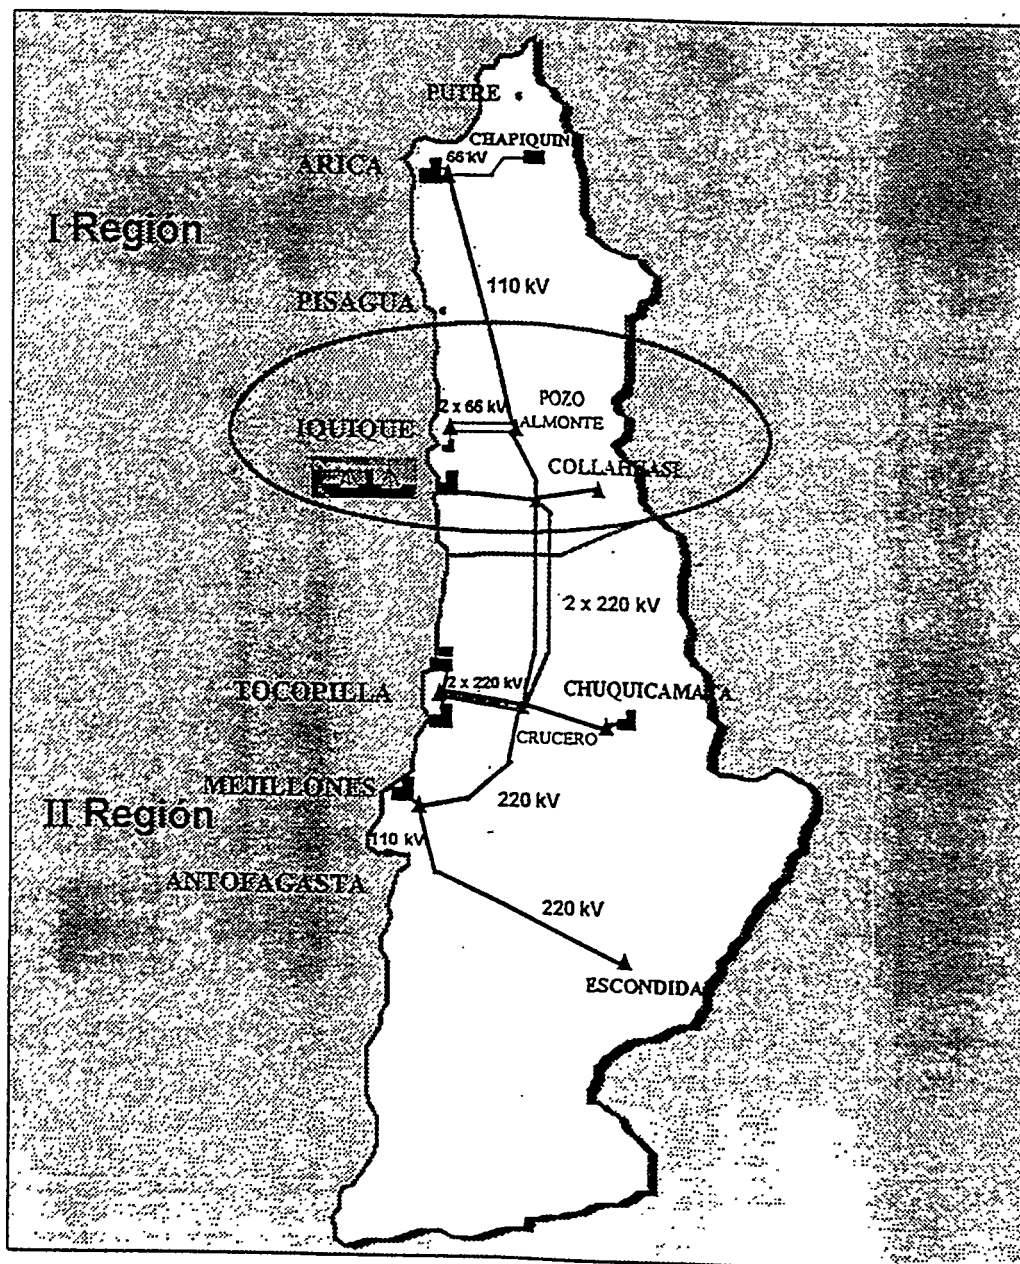 PUTRE
CHAPIQUIN
ARICA
66 kV
I Región
110 kV
PISAGUA
POZO
ALMONTE
2 x 66 kV
IQUIQUE
COLLAHUASI
2 x 220 kV
TOCOPILLA
2 x 220 kV
CHUQUICAMATA
CRUCERO
MEJILLONES
220 kV
II Región
110 kV
ANTOFAGASTA
220 kV
ESCONDIDA